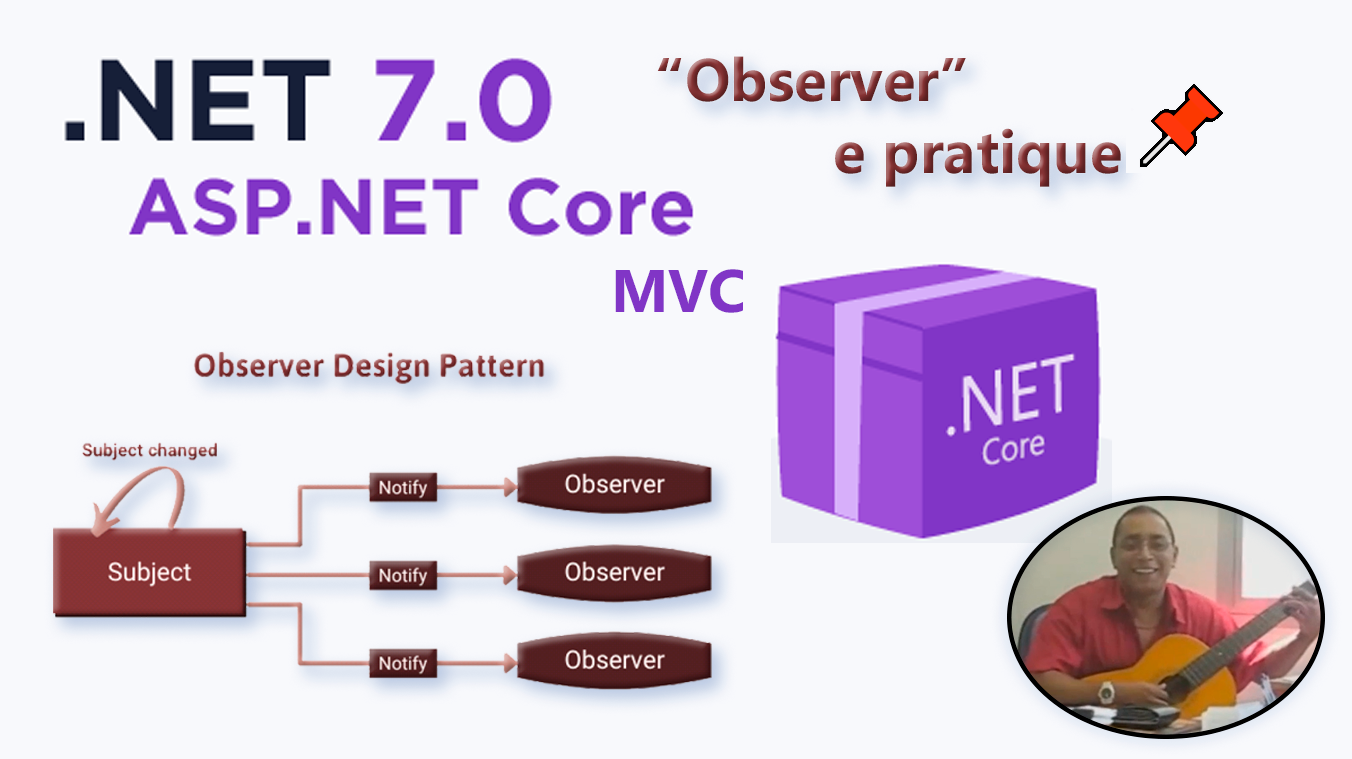 .NET 7.0
ASP.NET Core
MVC
“Observer”
e pratique
.NET
Core
Observer Design Pattern
Subject changed
Subject
Notify
Observer
Notify
Observer
Notify
Observer